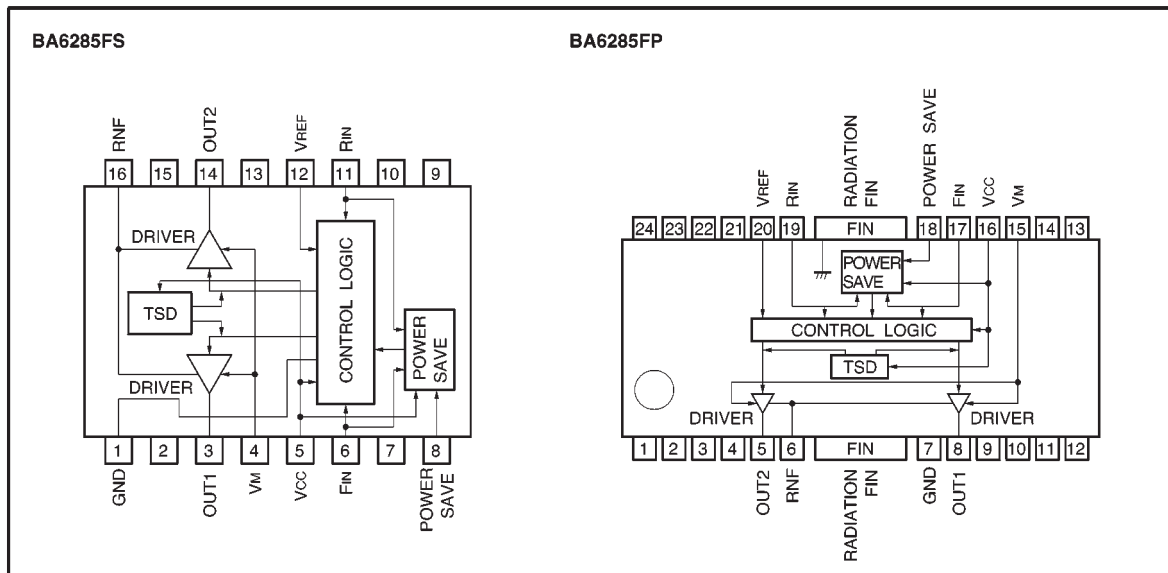 BA6285FS
RNF
OUT2
VREF
RIN
16 15 14 13 12 11 10 9
DRIVER
TSD
DRIVER
CONTROL LOGIC
POWER
SAVE
1 2 3 4 5 6 7 8
GND
OUT1
VM
VCC
FIN
POWER
SAVE
BA6285FP
VREF
RIN
RADIATION
FIN
POWER SAVE
FIN
VCC
VM
24 23 22 21 20 19 FIN 18 17 16 15 14 13
POWER
SAVE
CONTROL LOGIC
TSD
DRIVER
DRIVER
1 2 3 4 5 6 FIN 7 8 9 10 11 12
OUT2
RNF
RADIATION
FIN
GND
OUT1